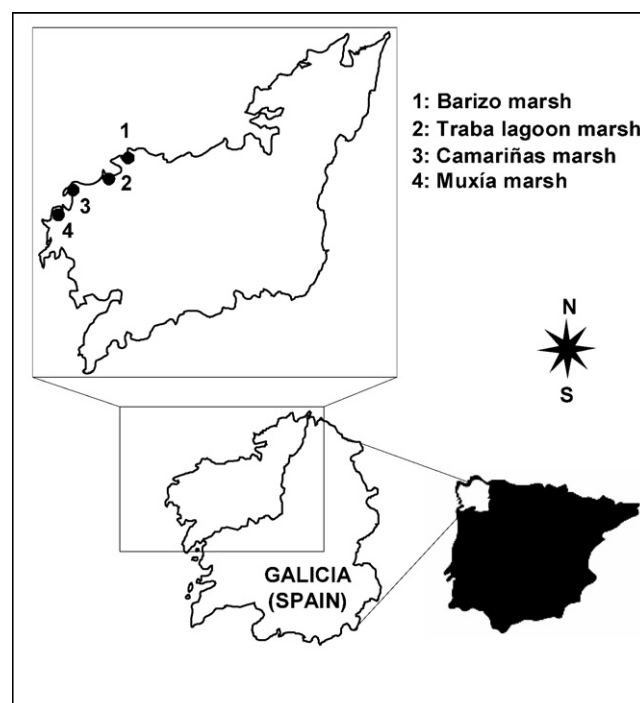 1: Barizo marsh
2: Traba lagoon marsh
3: Camariñas marsh
4: Muxía marsh
1
2
3
4
N
S
GALICIA
(SPAIN)